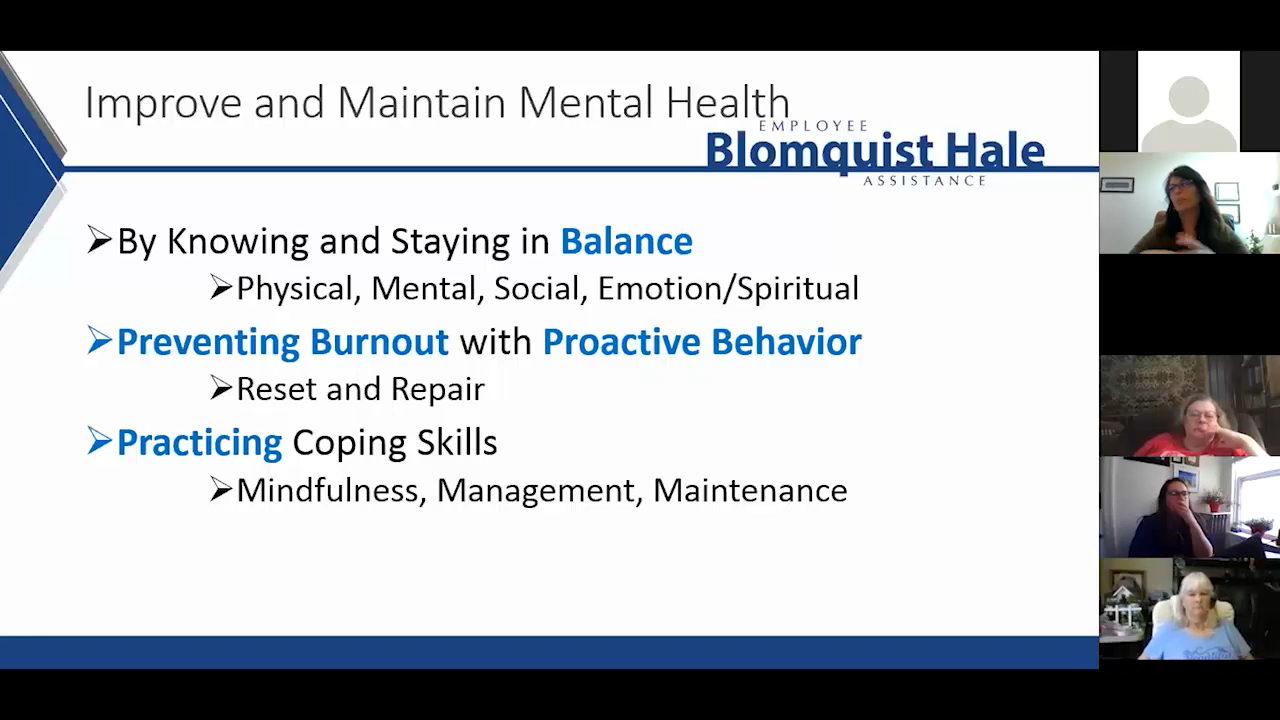 Improve and Maintain Mental Health
EMPLOYEE
Blomquist Hale
ASSISTANCE
➢By Knowing and Staying in Balance
➢Physical, Mental, Social, Emotion/Spiritual
➢Preventing Burnout with Proactive Behavior
➢Reset and Repair
➢Practicing Coping Skills
➢Mindfulness, Management, Maintenance